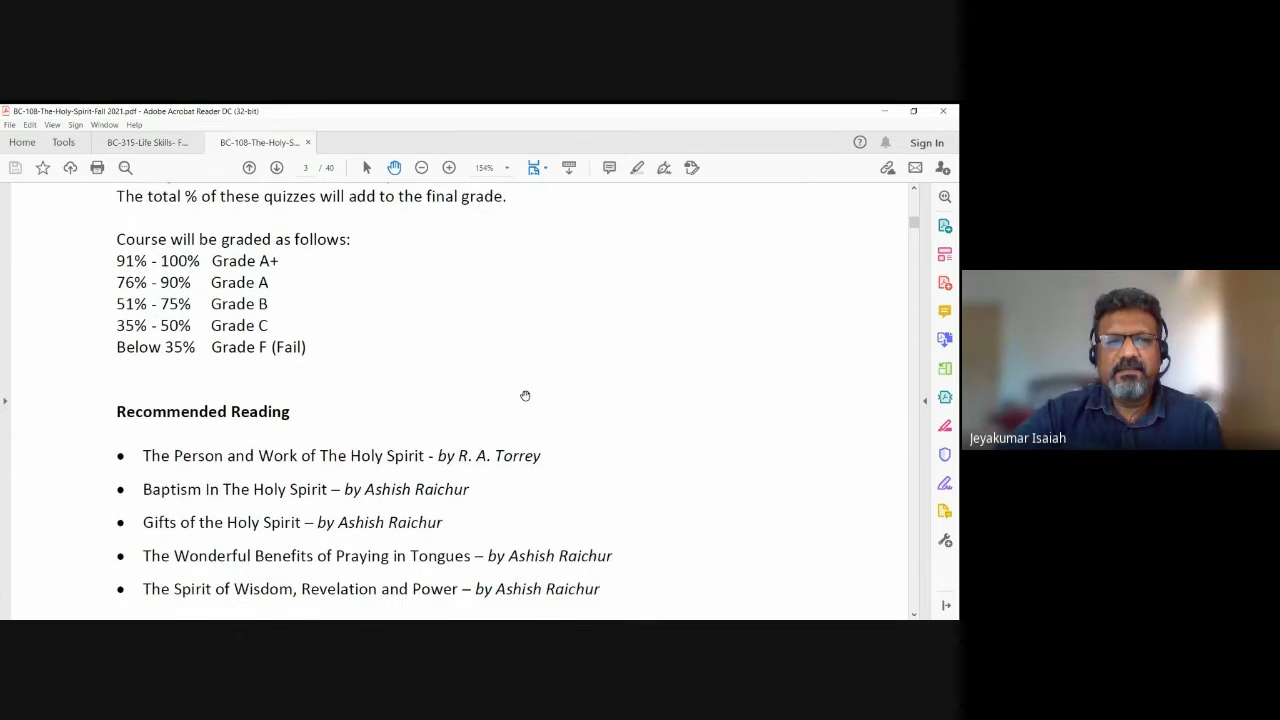 BC-108-The-Holy-Spirit-Fall 2021.pdf - Adobe Acrobat Reader DC (32-bit)
File Edit View Sign Window Help
Home Tools BC-315-Life Skills- F... BC-108-The-Holy-S... × Sign In
3 / 40 154%
The total % of these quizzes will add to the final grade.
Course will be graded as follows:
91% - 100% Grade A+
76% - 90% Grade A
51% - 75% Grade B
35% - 50% Grade C
Below 35% Grade F (Fail)
Recommended Reading
• The Person and Work of The Holy Spirit - by R. A. Torrey
• Baptism In The Holy Spirit – by Ashish Raichur
• Gifts of the Holy Spirit – by Ashish Raichur
• The Wonderful Benefits of Praying in Tongues – by Ashish Raichur
• The Spirit of Wisdom, Revelation and Power – by Ashish Raichur
Jeyakumar Isaiah